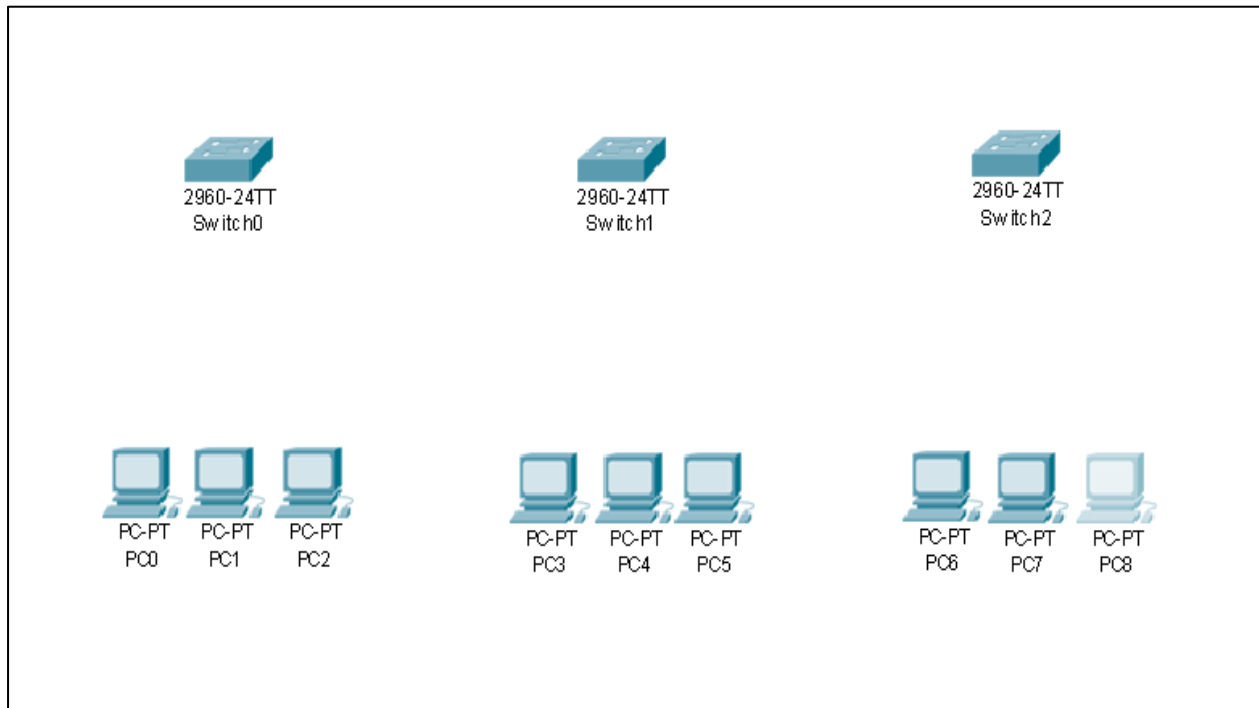 2960-24TT
Switch0
2960-24TT
Switch1
2960-24TT
Switch2
PC-PT
PC0
PC-PT
PC1
PC-PT
PC2
PC-PT
PC3
PC-PT
PC4
PC-PT
PC5
PC-PT
PC6
PC-PT
PC7
PC-PT
PC8